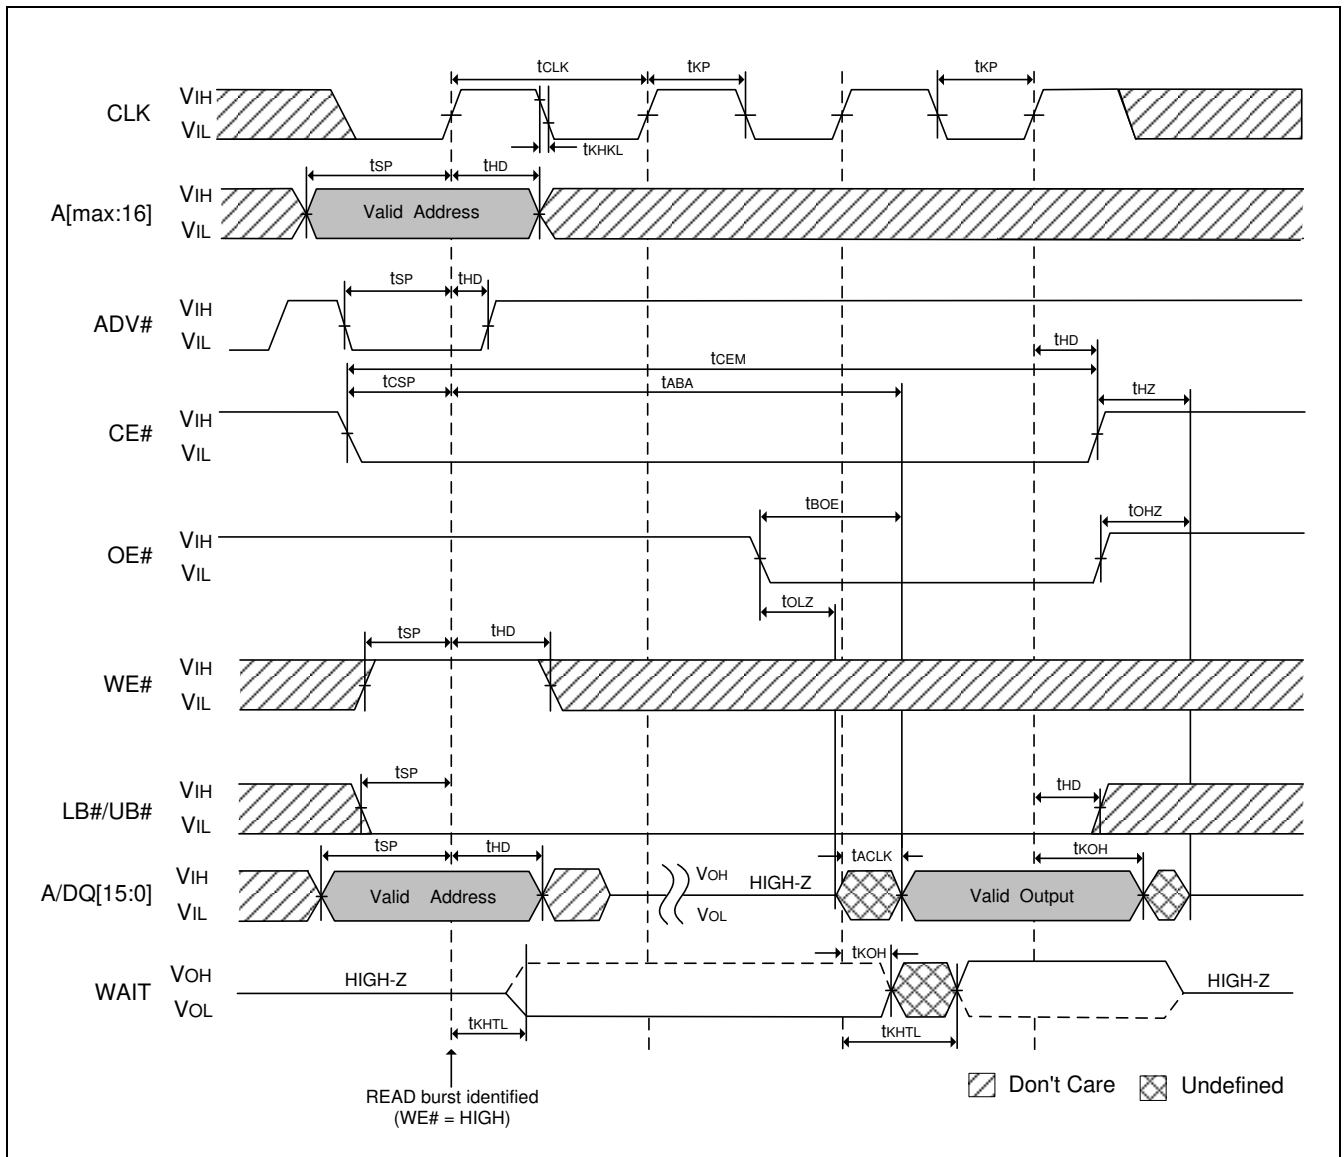 tCLK
tKP
tKP
CLK
VIH
VIL
tKHKL
tSP
tHD
A[max:16]
VIH
VIL
Valid Address
tSP
tHD
ADV#
VIH
VIL
tHD
tCEM
tCSP
tABA
tHZ
CE#
VIH
VIL
tBOE
tOHZ
OE#
VIH
VIL
tOLZ
tSP
tHD
WE#
VIH
VIL
tSP
tHD
LB#/UB#
VIH
VIL
tSP
tHD
tACLK
tKOH
A/DQ[15:0]
VIH
VIL
Valid Address
VOH
VOL
HIGH-Z
Valid Output
tKOH
WAIT
VOH
VOL
HIGH-Z
HIGH-Z
tKHTL
tKHTL
READ burst identified
(WE# = HIGH)
Don't Care
Undefined